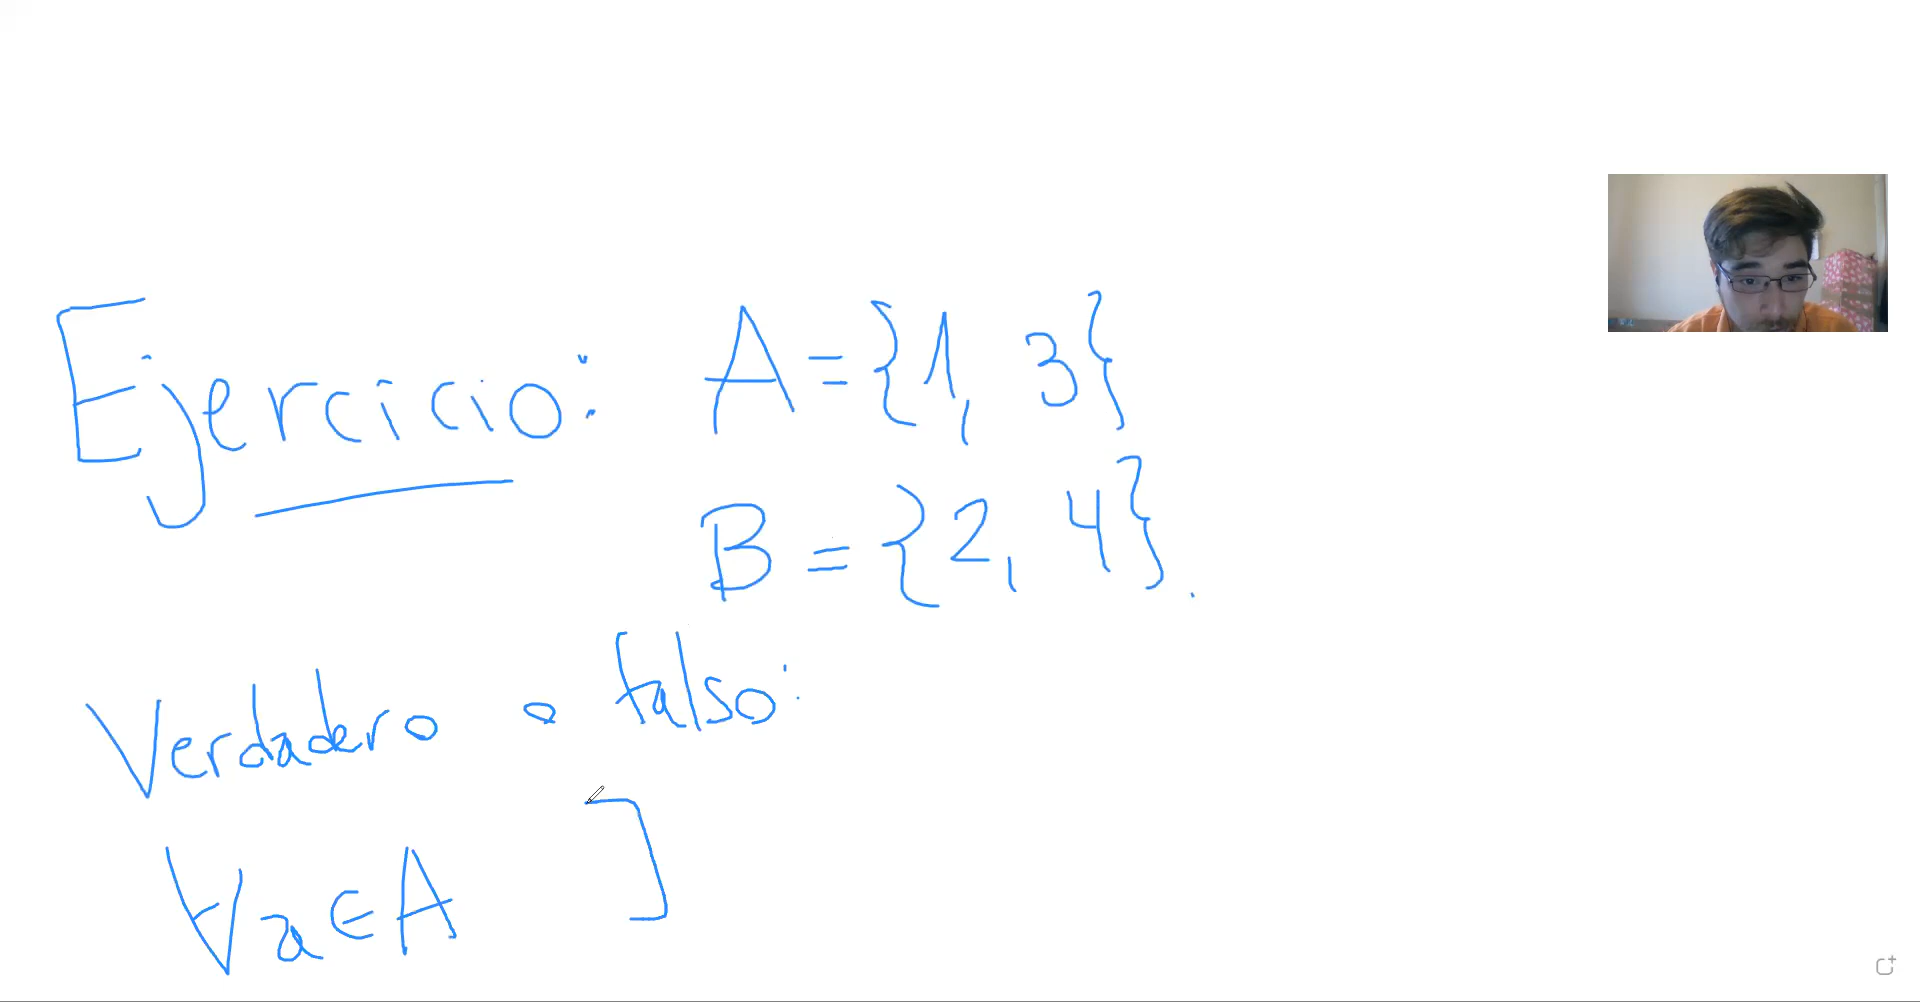 Ejercicio: A = {1, 3}
B = {2, 4}.
Verdadero o falso:
∀a∈A ∃